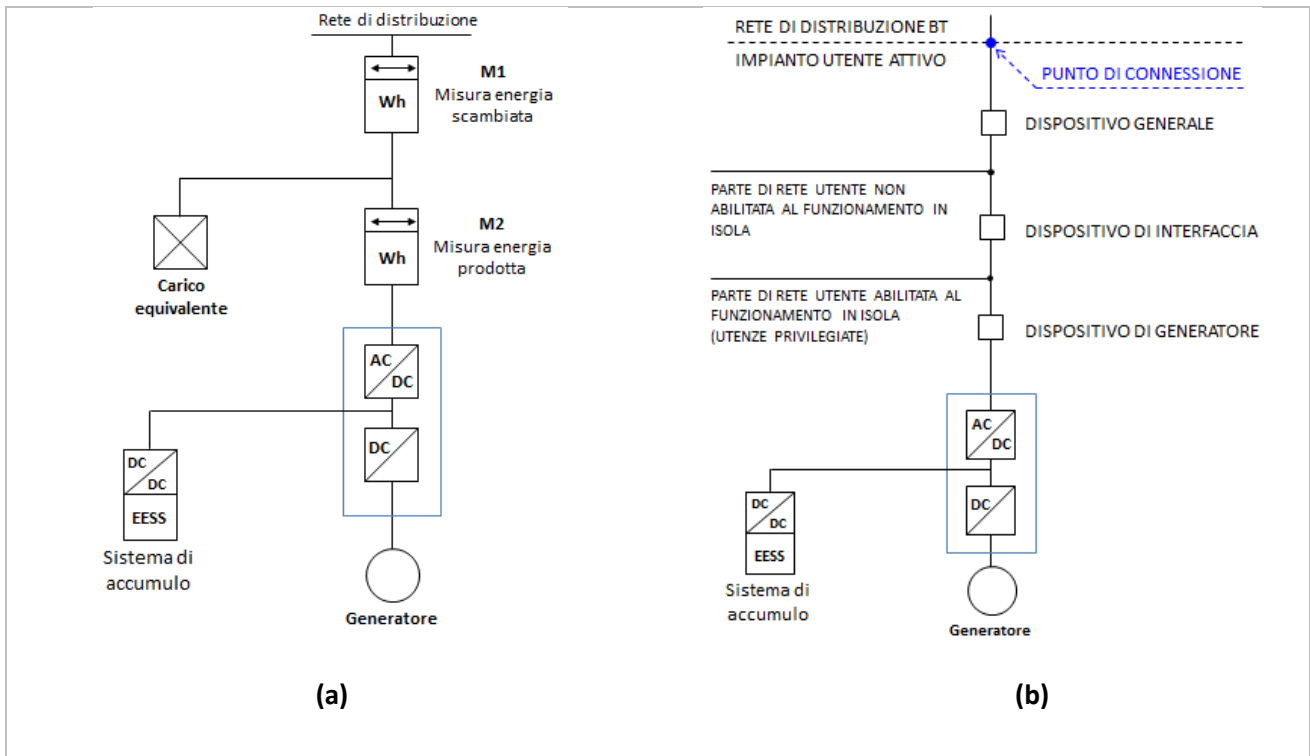 Rete di distribuzione
M1
Misura energia
scambiata
Wh
M2
Misura energia
prodotta
Wh
Carico
equivalente
AC
DC
DC
DC
DC
EESS
Sistema di
accumulo
Generatore
(a)
RETE DI DISTRIBUZIONE BT
IMPIANTO UTENTE ATTIVO
PUNTO DI CONNESSIONE
DISPOSITIVO GENERALE
PARTE DI RETE UTENTE NON
ABILITATA AL FUNZIONAMENTO IN
ISOLA
DISPOSITIVO DI INTERFACCIA
PARTE DI RETE UTENTE ABILITATA AL
FUNZIONAMENTO IN ISOLA
(UTENZE PRIVILEGIATE)
DISPOSITIVO DI GENERATORE
AC
DC
DC
DC
DC
EESS
Sistema di
accumulo
Generatore
(b)